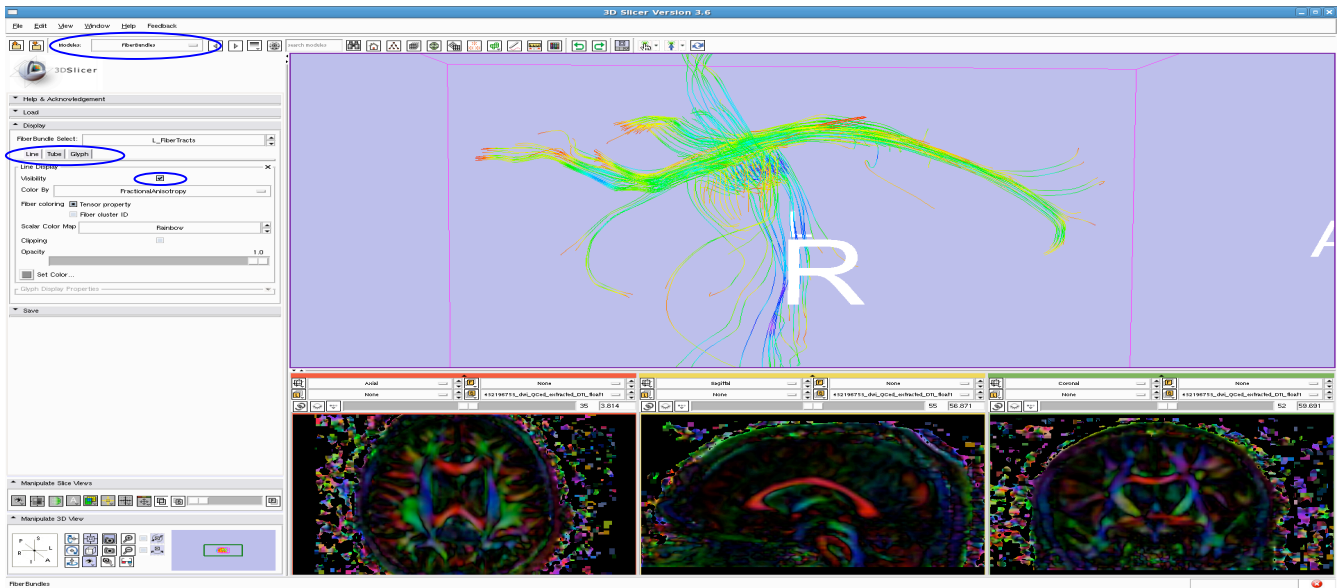 3D Slicer Version 3.6
File Edit View Window Help Feedback
Modules: FiberBundles search modules
3DSlicer
Help & Acknowledgement
Load
Display
FiberBundle Select: L_FiberTracts
Line Tube Glyph
Line Display
Visibility
Color By FractionalAnisotropy
Fiber coloring Tensor property
Fiber cluster ID
Scalar Color Map Rainbow
Clipping
Opacity 1.0
Set Color...
Glyph Display Properties
Save
R
A
Axial None Sagittal None Coronal None
None None None
35 3.814 55 56.871 52 59.691
Manipulate Slice Views
Manipulate 3D View
P S
R L
I A
FiberBundles